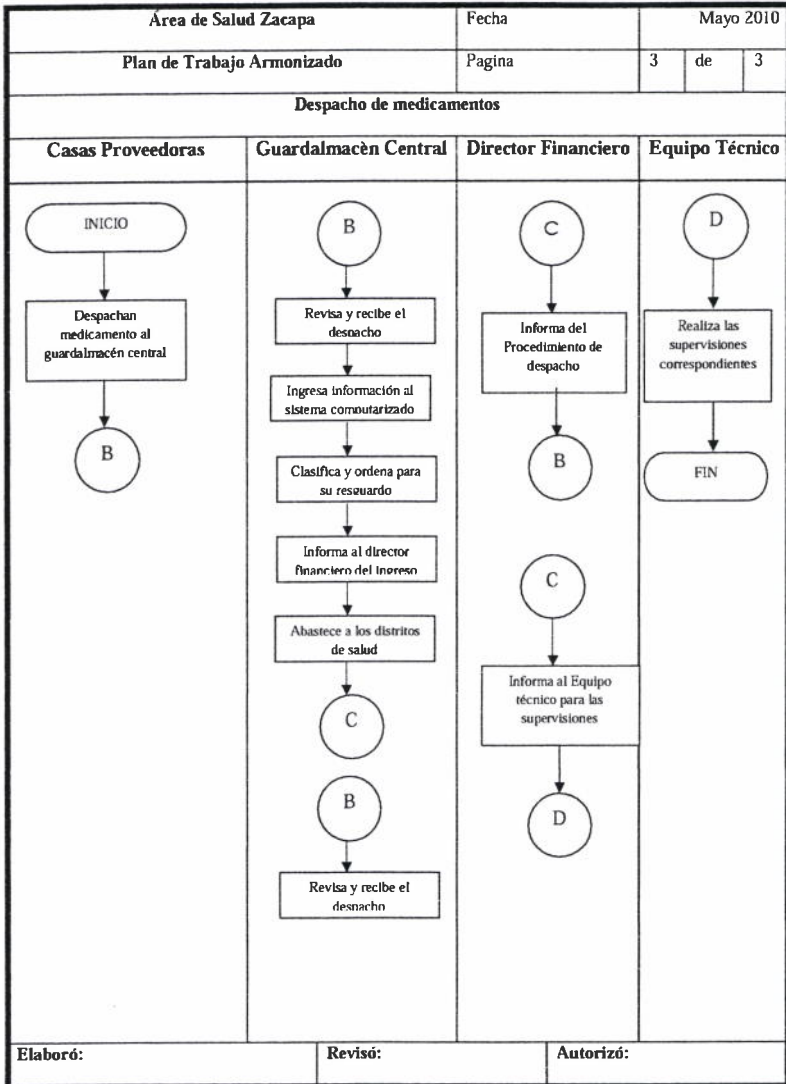 Área de Salud Zacapa
Fecha
Mayo 2010
Plan de Trabajo Armonizado
Pagina
3 de 3
Despacho de medicamentos
Casas Proveedoras
Guardalmacèn Central
Director Financiero
Equipo Técnico
INICIO
Despachan
medicamento al
guardalmacén central
B
B
Revisa y recibe el
despacho
Ingresa información al
sistema computarizado
Clasifica y ordena para
su resguardo
Informa al director
financiero del ingreso
Abastece a los distritos
de salud
C
B
Revisa y recibe el
despacho
C
Informa del
Procedimiento de
despacho
B
C
Informa al Equipo
técnico para las
supervisiones
D
D
Realiza las
supervisiones
correspondientes
FIN
Elaboró:
Revisó:
Autorizó: